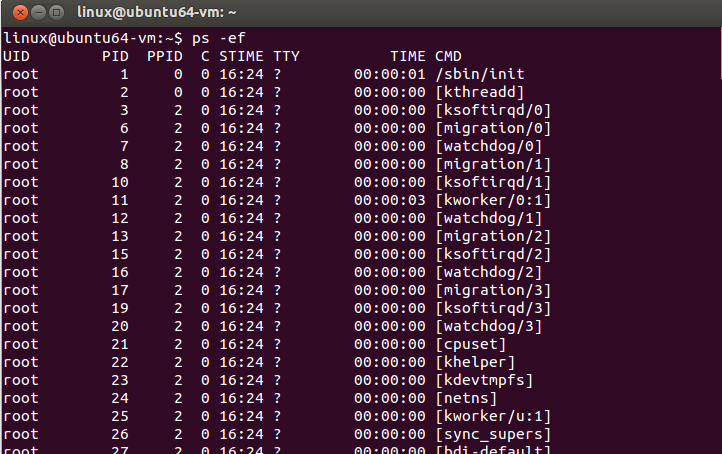 linux@ubuntu64-vm: ~
linux@ubuntu64-vm:~$ ps -ef
UID        PID  PPID  C STIME TTY          TIME CMD
root         1     0  0 16:24 ?        00:00:01 /sbin/init
root         2     0  0 16:24 ?        00:00:00 [kthreadd]
root         3     2  0 16:24 ?        00:00:00 [ksoftirqd/0]
root         6     2  0 16:24 ?        00:00:00 [migration/0]
root         7     2  0 16:24 ?        00:00:00 [watchdog/0]
root         8     2  0 16:24 ?        00:00:00 [migration/1]
root        10     2  0 16:24 ?        00:00:00 [ksoftirqd/1]
root        11     2  0 16:24 ?        00:00:03 [kworker/0:1]
root        12     2  0 16:24 ?        00:00:00 [watchdog/1]
root        13     2  0 16:24 ?        00:00:00 [migration/2]
root        15     2  0 16:24 ?        00:00:00 [ksoftirqd/2]
root        16     2  0 16:24 ?        00:00:00 [watchdog/2]
root        17     2  0 16:24 ?        00:00:00 [migration/3]
root        19     2  0 16:24 ?        00:00:00 [ksoftirqd/3]
root        20     2  0 16:24 ?        00:00:00 [watchdog/3]
root        21     2  0 16:24 ?        00:00:00 [cpuset]
root        22     2  0 16:24 ?        00:00:00 [khelper]
root        23     2  0 16:24 ?        00:00:00 [kdevtmpfs]
root        24     2  0 16:24 ?        00:00:00 [netns]
root        25     2  0 16:24 ?        00:00:00 [kworker/u:1]
root        26     2  0 16:24 ?        00:00:00 [sync_supers]
root        27     2  0 16:24 ?        00:00:00 [bdi-default]